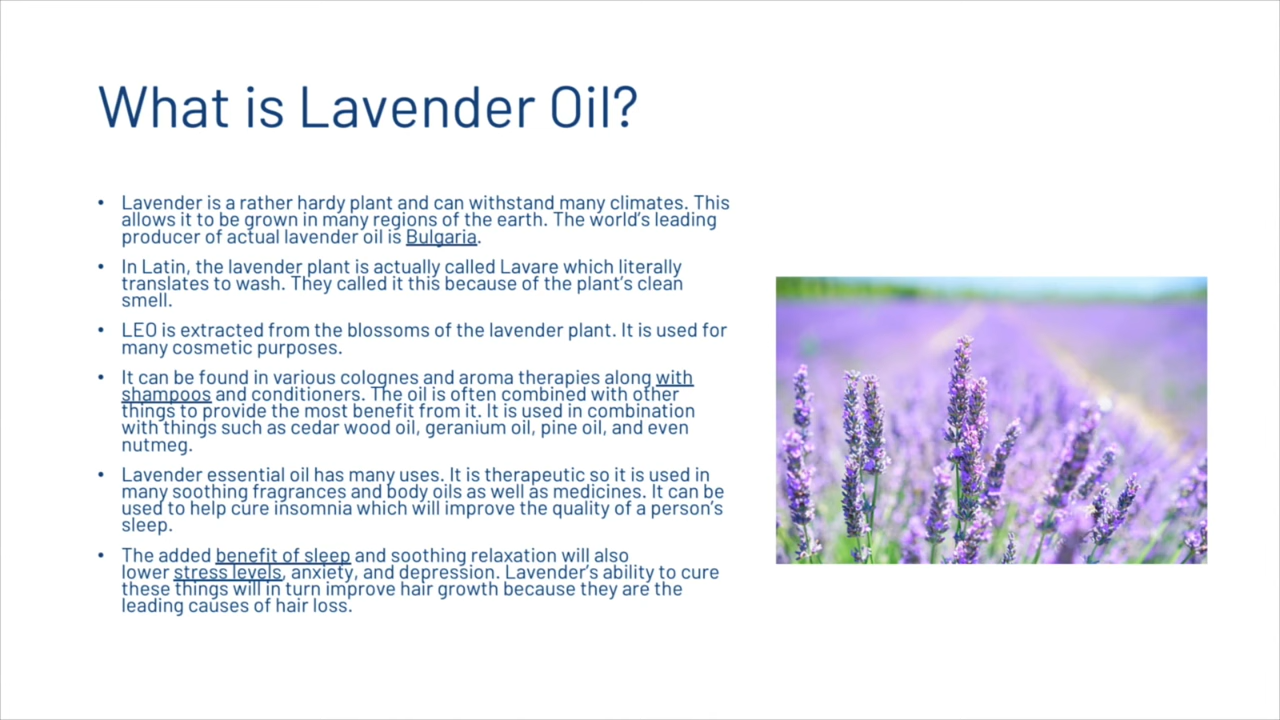 What is Lavender Oil?
• Lavender is a rather hardy plant and can withstand many climates. This
allows it to be grown in many regions of the earth. The world's leading
producer of actual lavender oil is Bulgaria.
• In Latin, the lavender plant is actually called Lavare which literally
translates to wash. They called it this because of the plant's clean
smell.
• LEO is extracted from the blossoms of the lavender plant. It is used for
many cosmetic purposes.
• It can be found in various colognes and aroma therapies along with
shampoos and conditioners. The oil is often combined with other
things to provide the most benefit from it. It is used in combination
with things such as cedar wood oil, geranium oil, pine oil, and even
nutmeg.
• Lavender essential oil has many uses. It is therapeutic so it is used in
many soothing fragrances and body oils as well as medicines. It can be
used to help cure insomnia which will improve the quality of a person's
sleep.
• The added benefit of sleep and soothing relaxation will also
lower stress levels, anxiety, and depression. Lavender's ability to cure
these things will in turn improve hair growth because they are the
leading causes of hair loss.